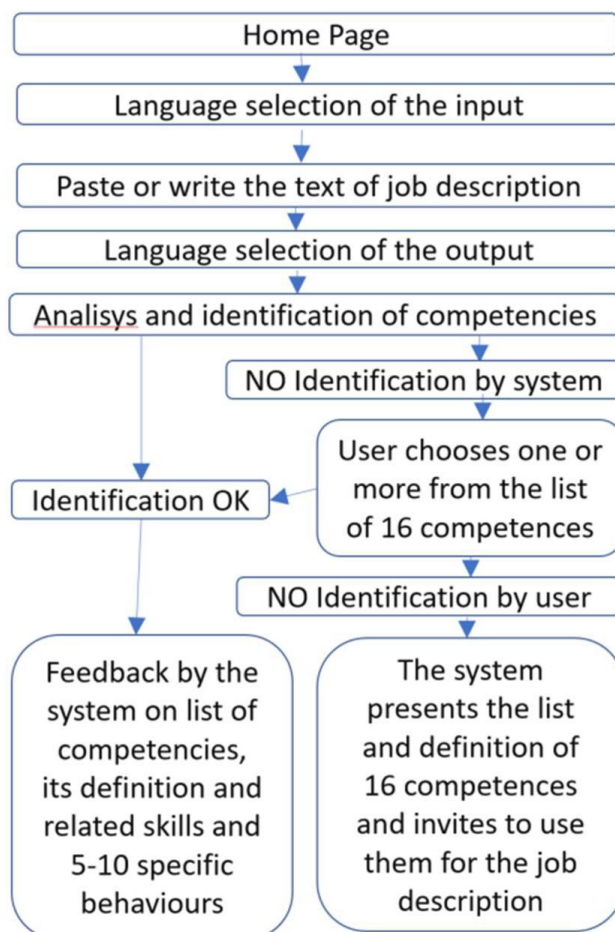 Home Page
Language selection of the input
Paste or write the text of job description
Language selection of the output
Analisys and identification of competencies
NO Identification by system
User chooses one or
more from the list
of 16 competences
Identification OK
NO Identification by user
Feedback by the
system on list of
competencies,
its definition and
related skills and
5-10 specific
behaviours
The system
presents the list
and definition of
16 competences
and invites to use
them for the job
description